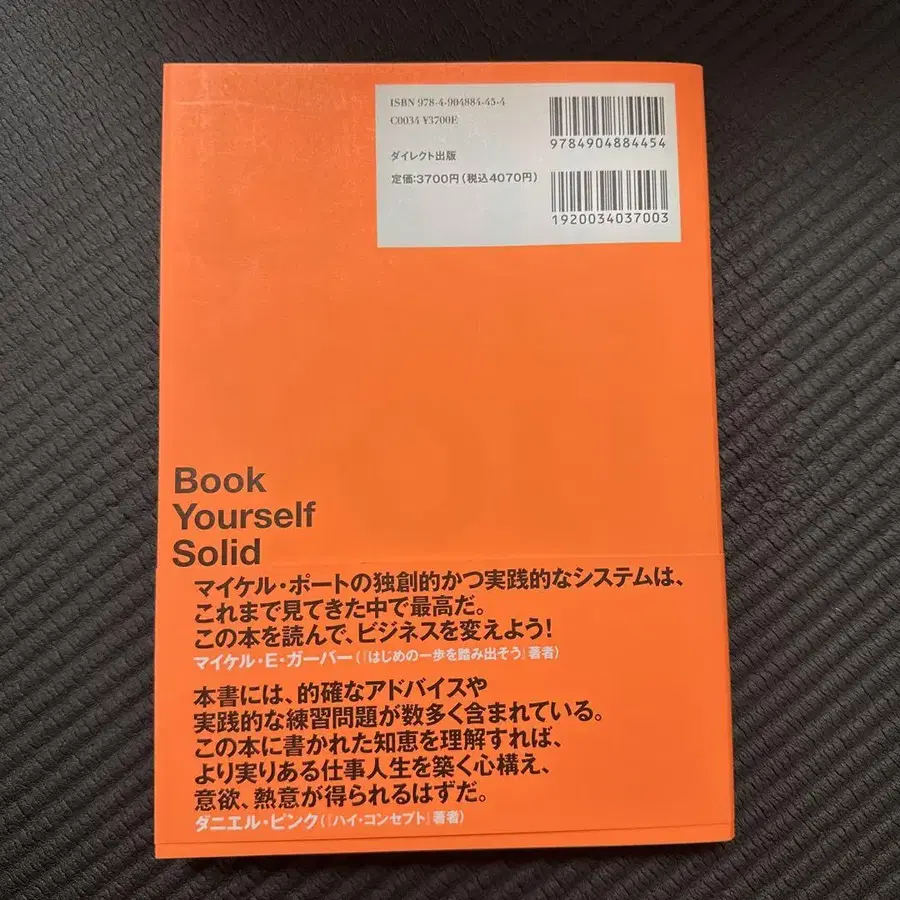 ISBN 978-4-904884-45-4
C0034 ¥3700E
ダイレクト出版
定価:3700円(税込4070円)
9784904884454
1920034037003
Book
Yourself
Solid
マイケル・ポートの独創的かつ実践的なシステムは、
これまで見てきた中で最高だ。
この本を読んで、ビジネスを変えよう!
マイケル・E・ガーバー(『はじめの一歩を踏み出そう』著者)
本書には、的確なアドバイスや
実践的な練習問題が数多く含まれている。
この本に書かれた知恵を理解すれば、
より実りある仕事人生を築く心構え、
意欲、熱意が得られるはずだ。
ダニエル・ピンク(『ハイ・コンセプト』著者)